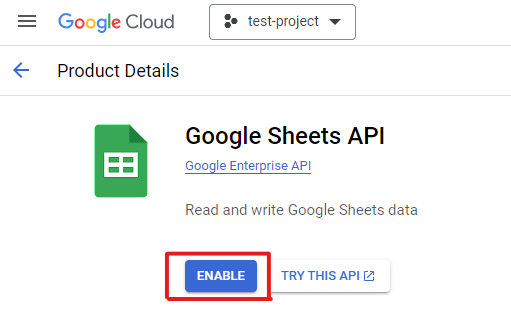 Google Cloud test-project
Product Details
Google Sheets API
Google Enterprise API
Read and write Google Sheets data
ENABLE TRY THIS API